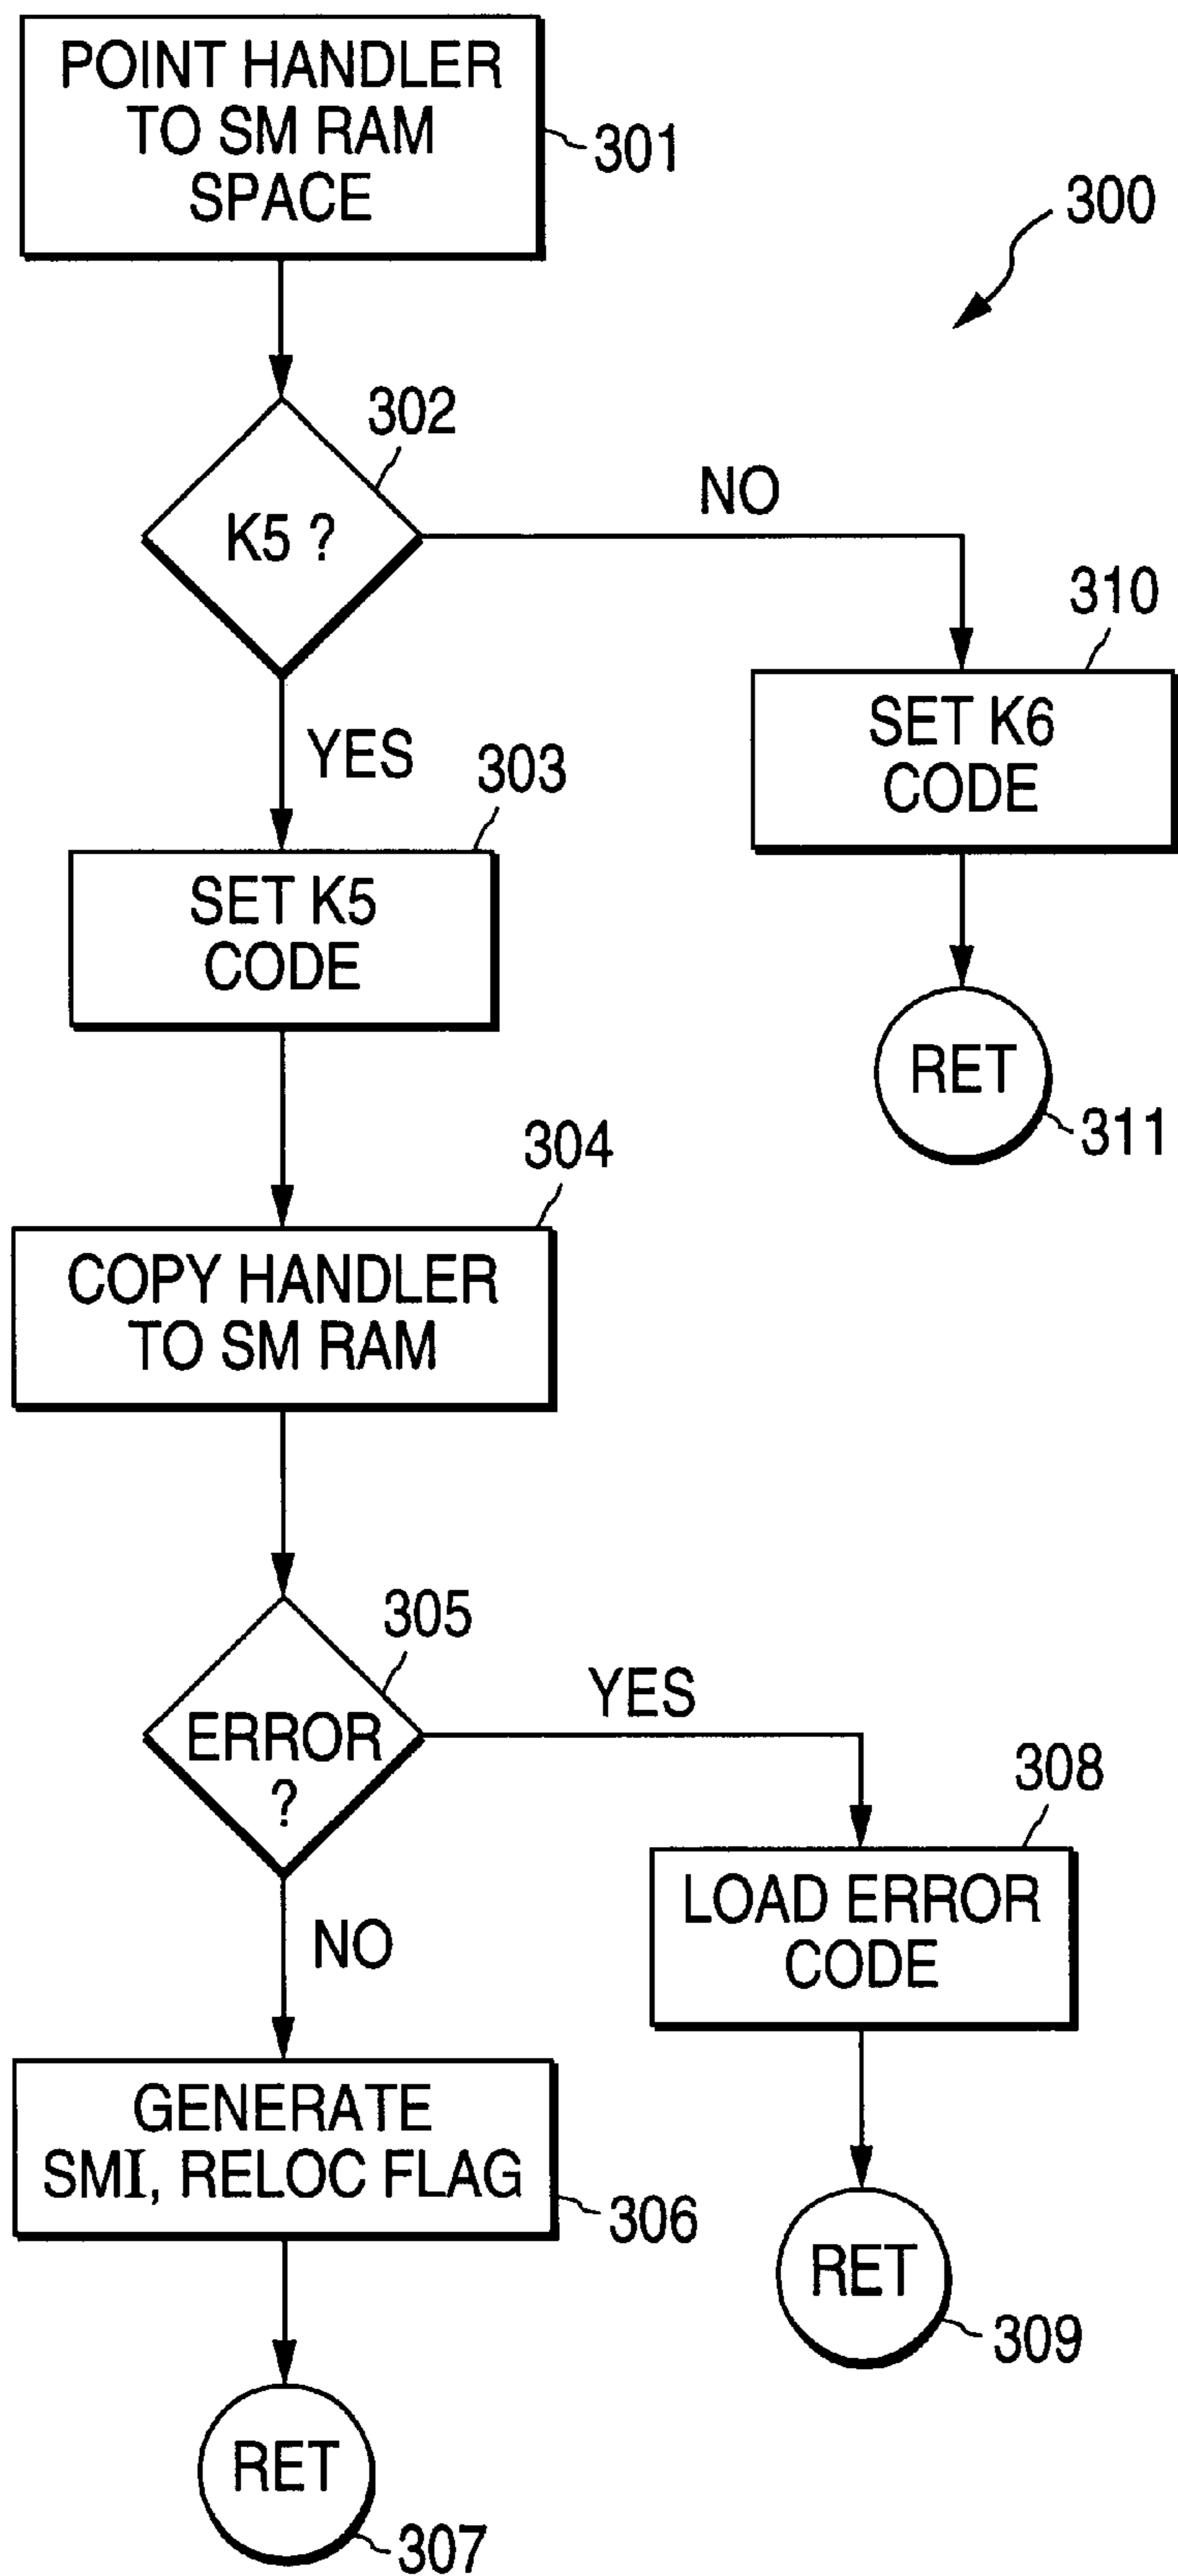 POINT HANDLER
TO SM RAM
SPACE
301
300
302
K5 ?
NO
310
SET K6
CODE
YES
303
SET K5
CODE
RET
311
304
COPY HANDLER
TO SM RAM
305
ERROR
?
YES
308
LOAD ERROR
CODE
NO
GENERATE
SMI, RELOC FLAG
306
RET
309
RET
307